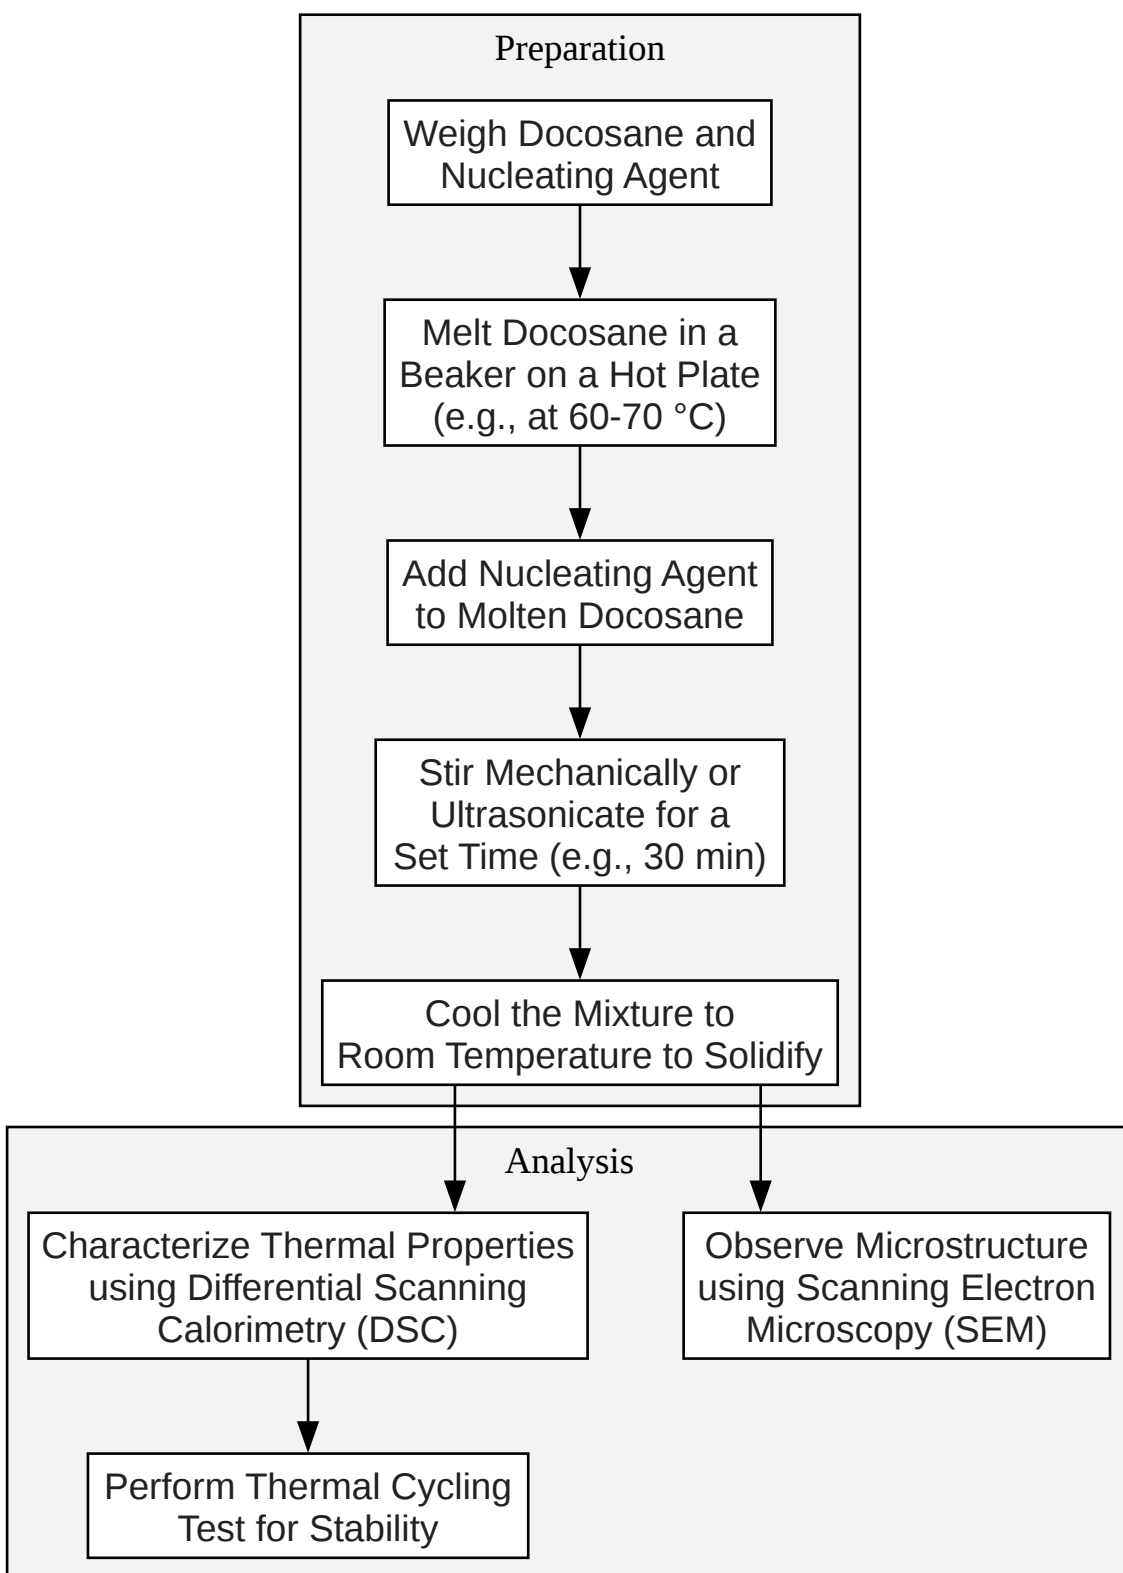 Preparation
Weigh Docosane and
Nucleating Agent
Melt Docosane in a
Beaker on a Hot Plate
(e.g., at 60-70 °C)
Add Nucleating Agent
to Molten Docosane
Stir Mechanically or
Ultrasonicate for a
Set Time (e.g., 30 min)
Cool the Mixture to
Room Temperature to Solidify
Analysis
Characterize Thermal Properties
using Differential Scanning
Calorimetry (DSC)
Observe Microstructure
using Scanning Electron
Microscopy (SEM)
Perform Thermal Cycling
Test for Stability